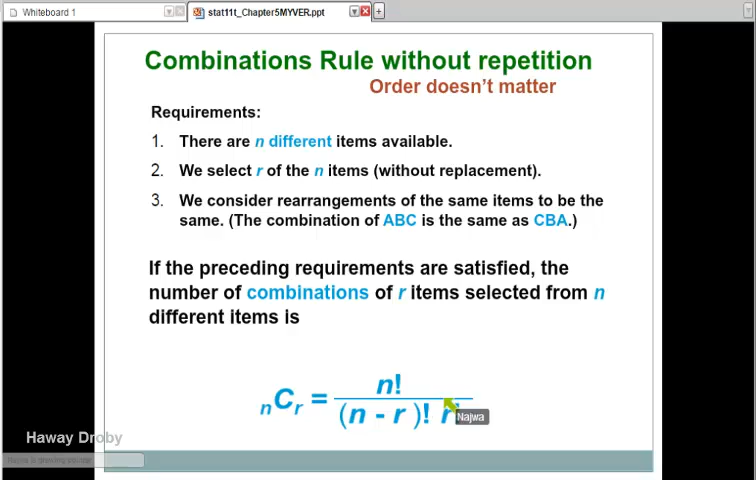 Whiteboard 1
stat11t_Chapter5MYVER.ppt
Combinations Rule without repetition
Order doesn't matter
Requirements:
1. There are n different items available.
2. We select r of the n items (without replacement).
3. We consider rearrangements of the same items to be the
same. (The combination of ABC is the same as CBA.)
If the preceding requirements are satisfied, the
number of combinations of r items selected from n
different items is
n!
nCr =
(n - r )! r
Najwa
Haway Droby